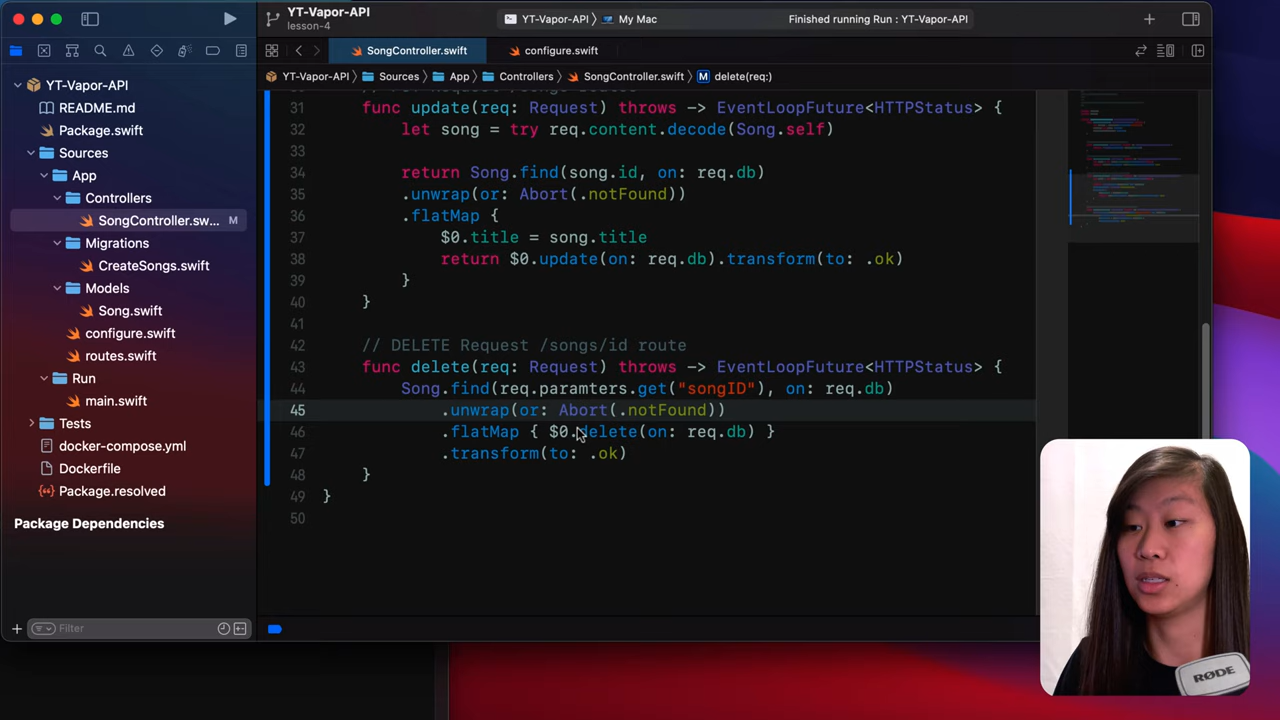 YT-Vapor-API
lesson-4
YT-Vapor-API 〉 My Mac
Finished running Run : YT-Vapor-API
SongController.swift
configure.swift
YT-Vapor-API 〉 Sources 〉 App 〉 Controllers 〉 SongController.swift 〉 M delete(req:)
YT-Vapor-API
README.md
Package.swift
Sources
App
Controllers
SongController.sw... M
Migrations
CreateSongs.swift
Models
Song.swift
configure.swift
routes.swift
Run
main.swift
Tests
docker-compose.yml
Dockerfile
Package.resolved
Package Dependencies
Filter
31 func update(req: Request) throws -> EventLoopFuture<HTTPStatus> {
32 let song = try req.content.decode(Song.self)
33
34 return Song.find(song.id, on: req.db)
35 .unwrap(or: Abort(.notFound))
36 .flatMap {
37 $0.title = song.title
38 return $0.update(on: req.db).transform(to: .ok)
39 }
40 }
41
42 // DELETE Request /songs/id route
43 func delete(req: Request) throws -> EventLoopFuture<HTTPStatus> {
44 Song.find(req.paramters.get("songID"), on: req.db)
45 .unwrap(or: Abort(.notFound))
46 .flatMap { $0.delete(on: req.db) }
47 .transform(to: .ok)
48 }
49 }
50
RØDE